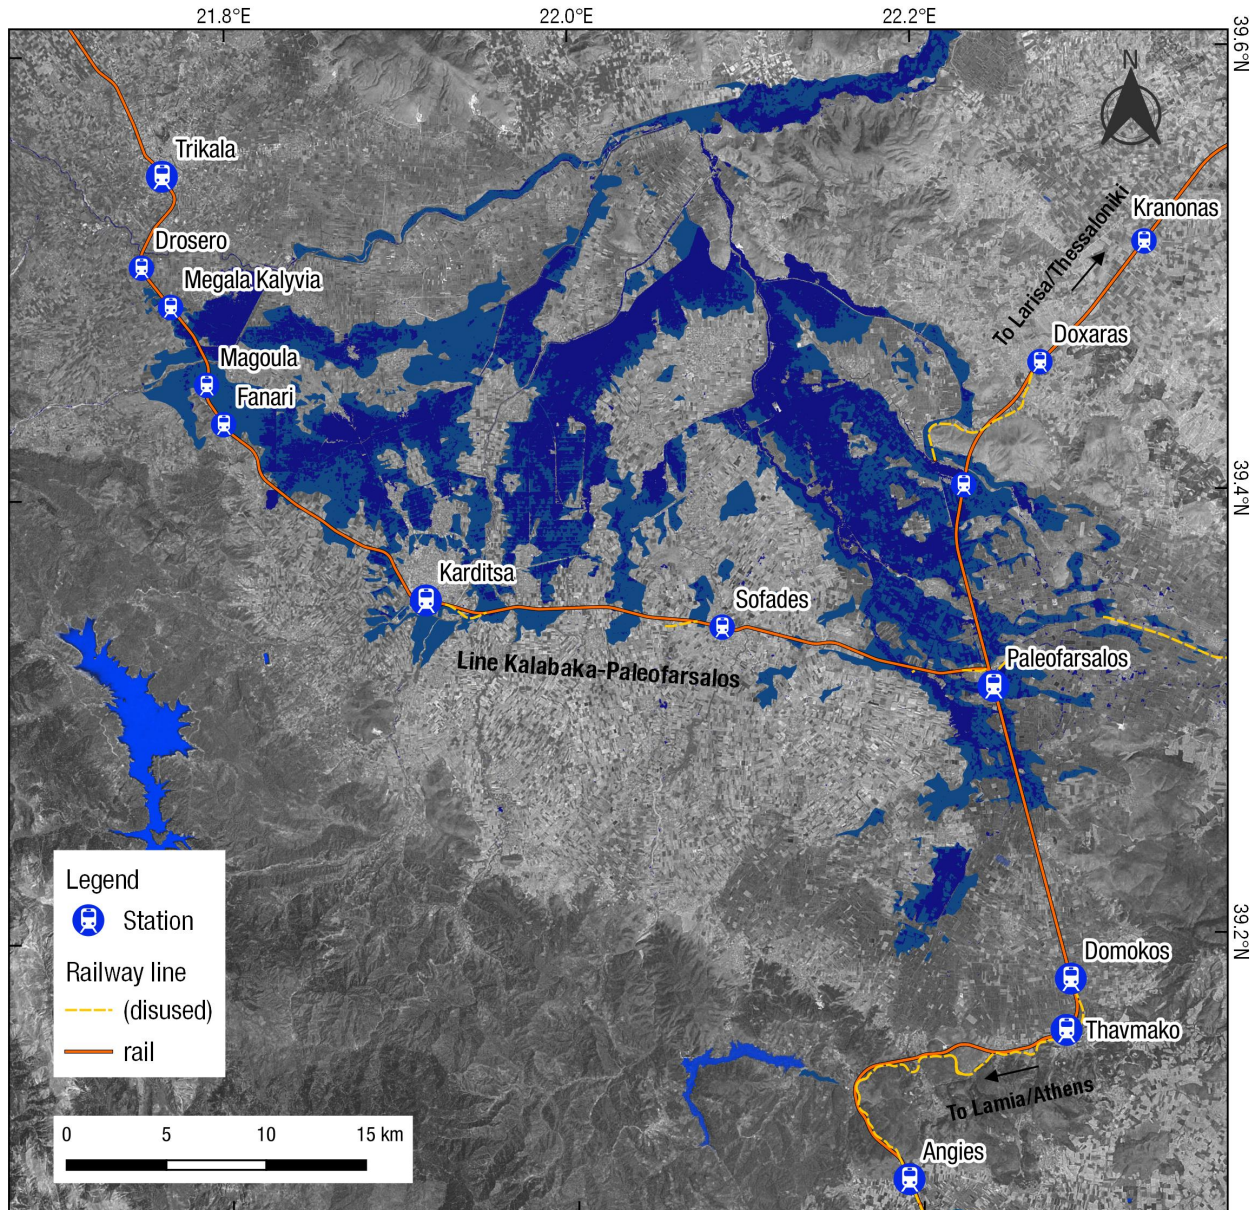 21.8°E
22.0°E
22.2°E
39.6°N
N
Trikala
Kranonas
Drosero
To Larisa/Thessaloniki
Megala Kalyvia
Doxaras
Magoula
Fanari
39.4°N
Karditsa
Sofades
Line Kalabaka-Paleofarsalos
Paleofarsalos
Legend
Station
Railway line
(disused)
rail
39.2°N
Domokos
Thavmako
To Lamia/Athens
0 5 10 15 km
Angies